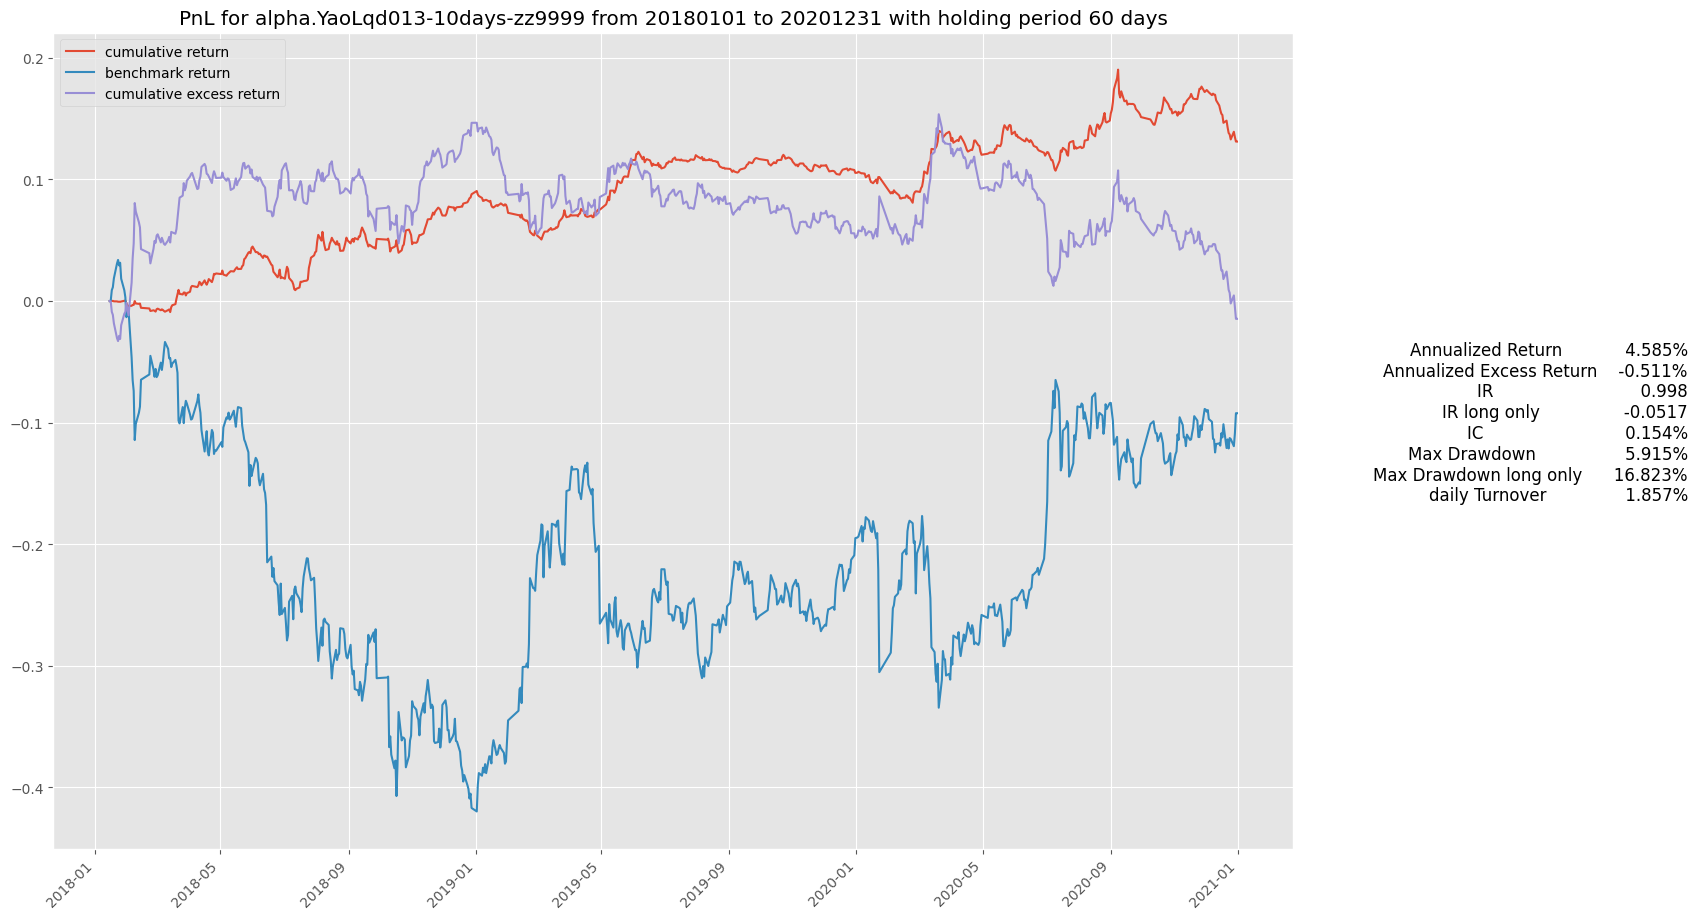 PnL for alpha.YaoLqd013-10days-zz9999 from 20180101 to 20201231 with holding period 60 days
cumulative return
benchmark return
cumulative excess return
0.2
0.1
0.0
−0.1
−0.2
−0.3
−0.4
2018-01
2018-05
2018-09
2019-01
2019-05
2019-09
2020-01
2020-05
2020-09
2021-01
Annualized Return 4.585%
Annualized Excess Return -0.511%
IR 0.998
IR long only -0.0517
IC 0.154%
Max Drawdown 5.915%
Max Drawdown long only 16.823%
daily Turnover 1.857%